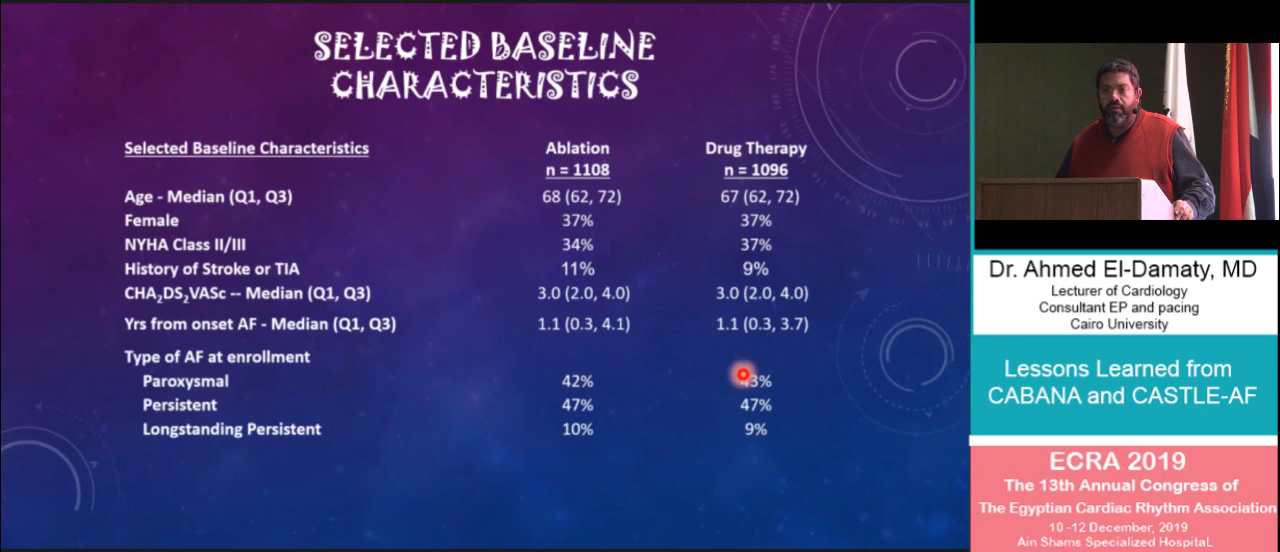 SELECTED BASELINE
CHARACTERISTICS
Selected Baseline Characteristics Ablation Drug Therapy
n = 1108 n = 1096
Age - Median (Q1, Q3) 68 (62, 72) 67 (62, 72)
Female 37% 37%
NYHA Class II/III 34% 37%
History of Stroke or TIA 11% 9%
CHA₂DS₂VASc -- Median (Q1, Q3) 3.0 (2.0, 4.0) 3.0 (2.0, 4.0)
Yrs from onset AF - Median (Q1, Q3) 1.1 (0.3, 4.1) 1.1 (0.3, 3.7)
Type of AF at enrollment
Paroxysmal 42% 43%
Persistent 47% 47%
Longstanding Persistent 10% 9%
Dr. Ahmed El-Damaty, MD
Lecturer of Cardiology
Consultant EP and pacing
Cairo University
Lessons Learned from
CABANA and CASTLE-AF
ECRA 2019
The 13th Annual Congress of
The Egyptian Cardiac Rhythm Association
10 -12 December, 2019
Ain Shams Specialized HospitaL